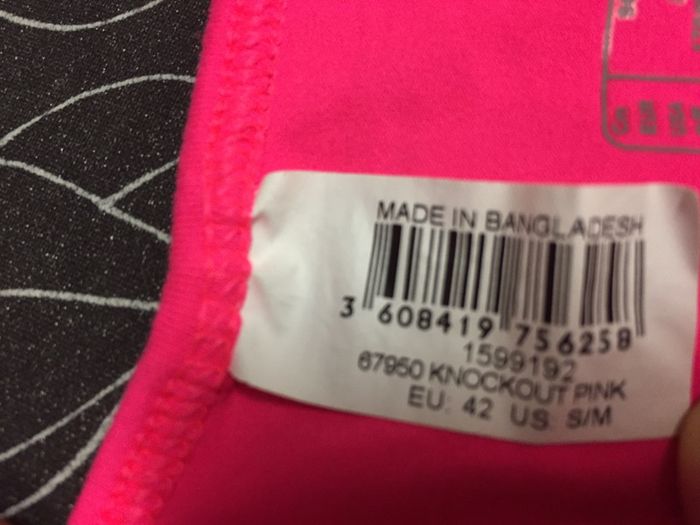 MADE IN BANGLADESH
3 608419 756258
1599192
67950 KNOCKOUT PINK
EU: 42 US S/M